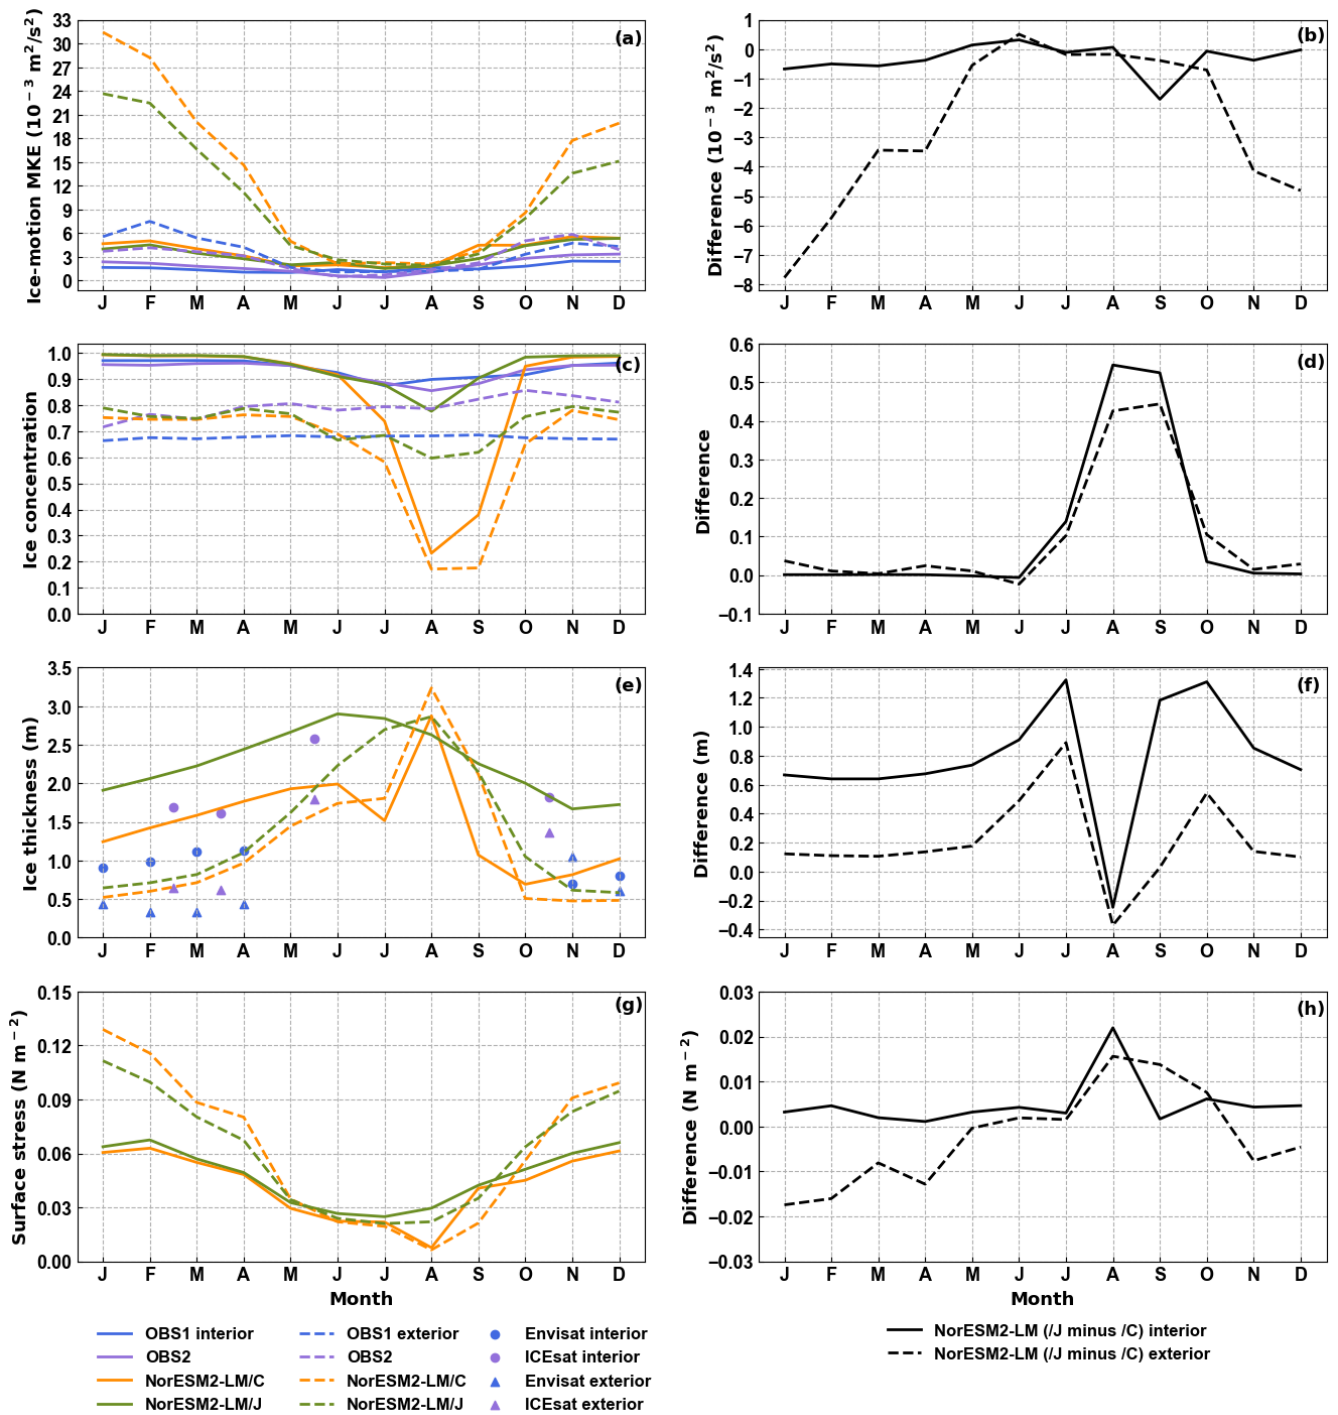 33
30
27
24
21
18
15
12
9
6
3
0
Ice-motion MKE (10⁻³ m²/s²)
(a)
J F M A M J J A S O N D
1
0
−1
−2
−3
−4
−5
−6
−7
−8
Difference (10⁻³ m²/s²)
(b)
J F M A M J J A S O N D
1.0
0.9
0.8
0.7
0.6
0.5
0.4
0.3
0.2
0.1
0.0
Ice concentration
(c)
J F M A M J J A S O N D
0.6
0.5
0.4
0.3
0.2
0.1
0.0
−0.1
Difference
(d)
J F M A M J J A S O N D
3.5
3.0
2.5
2.0
1.5
1.0
0.5
0.0
Ice thickness (m)
(e)
J F M A M J J A S O N D
1.4
1.2
1.0
0.8
0.6
0.4
0.2
0.0
−0.2
−0.4
Difference (m)
(f)
J F M A M J J A S O N D
0.15
0.12
0.09
0.06
0.03
0.00
Surface stress (N m⁻²)
(g)
J F M A M J J A S O N D
Month
0.03
0.02
0.01
0.00
−0.01
−0.02
−0.03
Difference (N m⁻²)
(h)
J F M A M J J A S O N D
Month
OBS1 interior OBS1 exterior Envisat interior
OBS2 OBS2 ICEsat interior
NorESM2-LM/C NorESM2-LM/C Envisat exterior
NorESM2-LM/J NorESM2-LM/J ICEsat exterior
NorESM2-LM (/J minus /C) interior
NorESM2-LM (/J minus /C) exterior